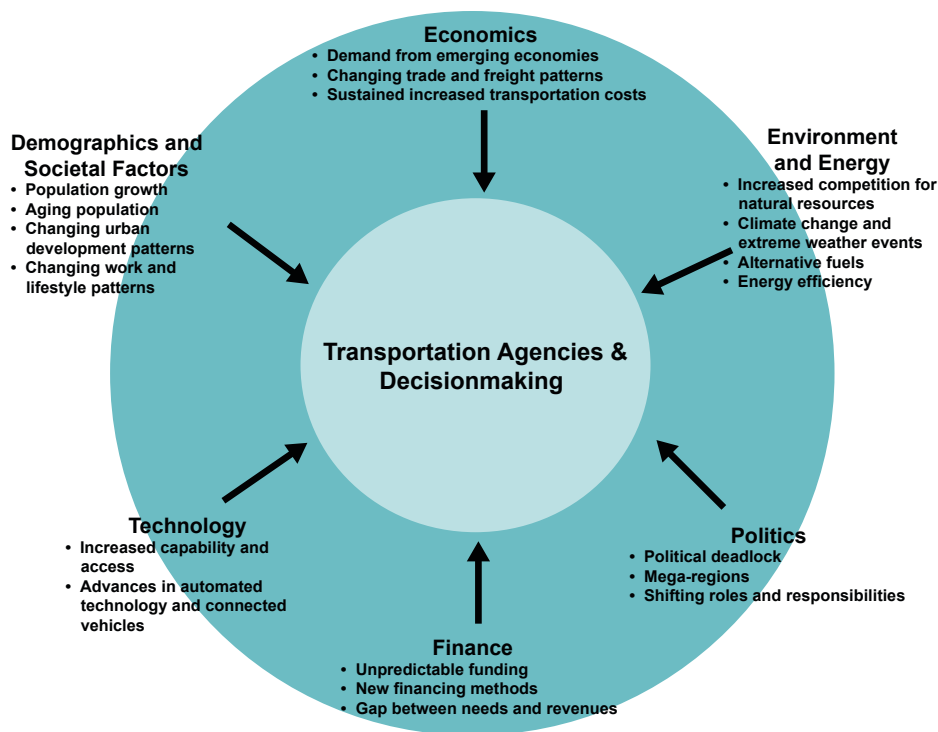 Economics
• Demand from emerging economies
• Changing trade and freight patterns
• Sustained increased transportation costs
Demographics and
Societal Factors
• Population growth
• Aging population
• Changing urban
development patterns
• Changing work and
lifestyle patterns
Environment
and Energy
• Increased competition for
natural resources
• Climate change and
extreme weather events
• Alternative fuels
• Energy efficiency
Transportation Agencies &
Decisionmaking
Technology
• Increased capability and
access
• Advances in automated
technology and connected
vehicles
Politics
• Political deadlock
• Mega-regions
• Shifting roles and responsibilities
Finance
• Unpredictable funding
• New financing methods
• Gap between needs and revenues